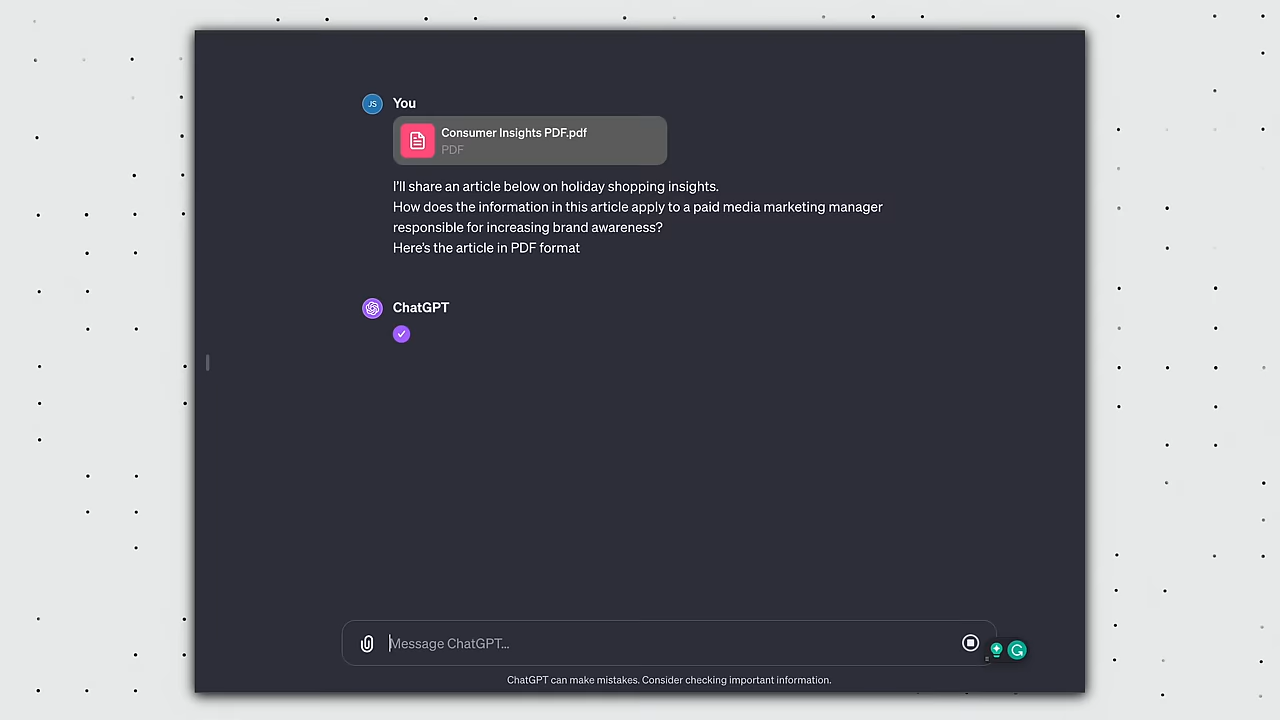 JS
You
Consumer Insights PDF.pdf
PDF
I'll share an article below on holiday shopping insights.
How does the information in this article apply to a paid media marketing manager
responsible for increasing brand awareness?
Here's the article in PDF format
ChatGPT
Message ChatGPT...
ChatGPT can make mistakes. Consider checking important information.